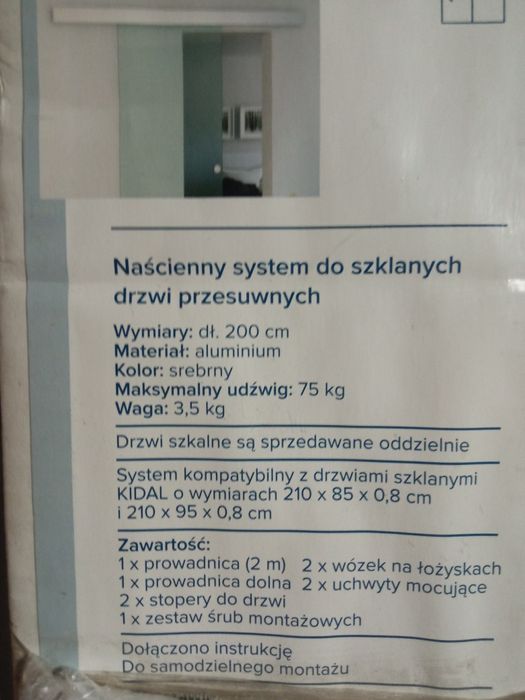 Naścienny system do szklanych
drzwi przesuwnych
Wymiary: dł. 200 cm
Materiał: aluminium
Kolor: srebrny
Maksymalny udźwig: 75 kg
Waga: 3,5 kg
Drzwi szkalne są sprzedawane oddzielnie
System kompatybilny z drzwiami szklanymi
KIDAL o wymiarach 210 x 85 x 0,8 cm
i 210 x 95 x 0,8 cm
Zawartość:
1 x prowadnica (2 m) 2 x wózek na łożyskach
1 x prowadnica dolna 2 x uchwyty mocujące
2 x stopery do drzwi
1 x zestaw śrub montażowych
Dołączono instrukcję
Do samodzielnego montażu